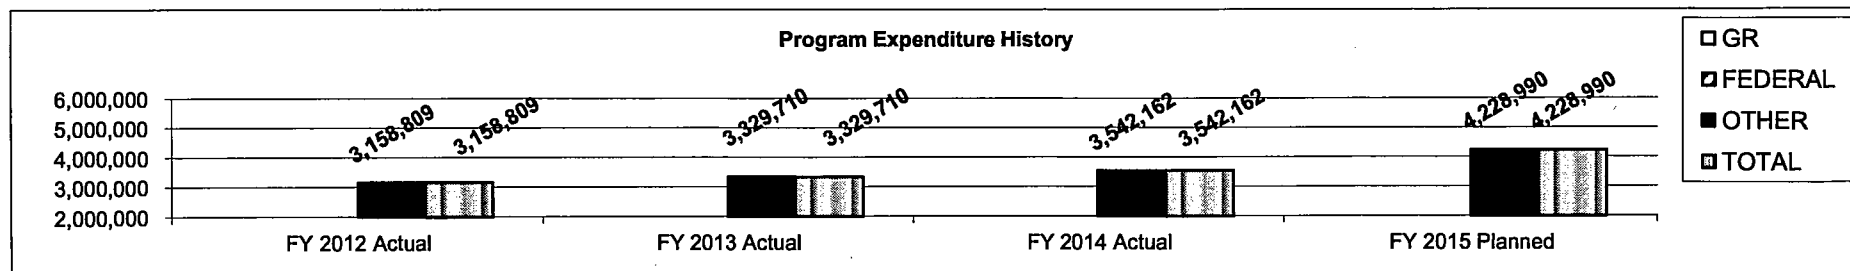 Program Expenditure History
GR
FEDERAL
OTHER
TOTAL
6,000,000
5,000,000
4,000,000
3,000,000
2,000,000
3,158,809 3,158,809 3,329,710 3,329,710 3,542,162 3,542,162 4,228,990 4,228,990
FY 2012 Actual FY 2013 Actual FY 2014 Actual FY 2015 Planned